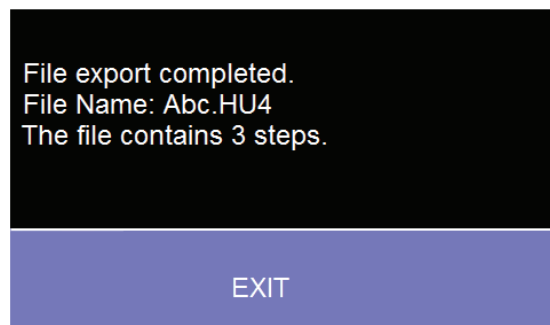 File export completed.
File Name: Abc.HU4
The file contains 3 steps.
EXIT